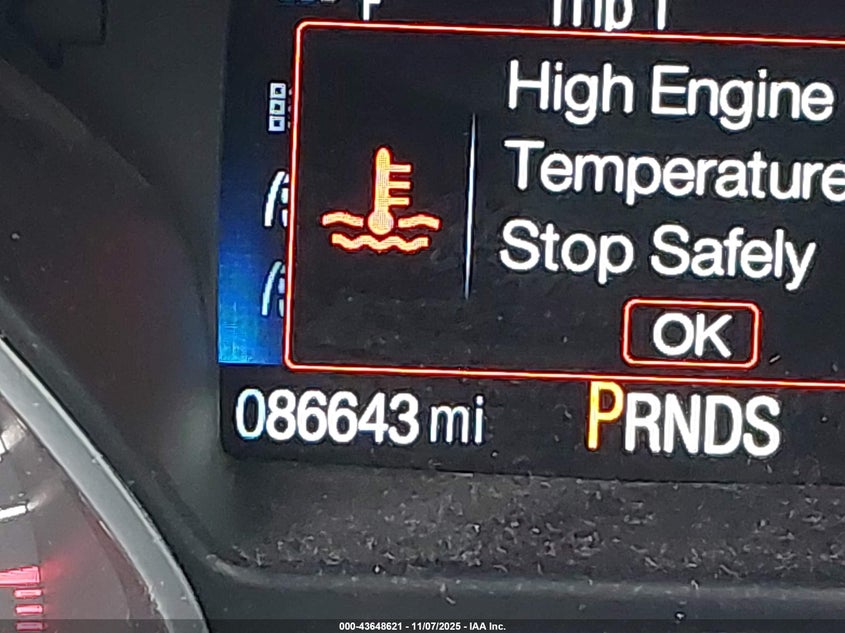 Trip 1
High Engine
Temperature
Stop Safely
OK
086643 mi
PRNDS
000-43648621 - 11/07/2025 - IAA Inc.